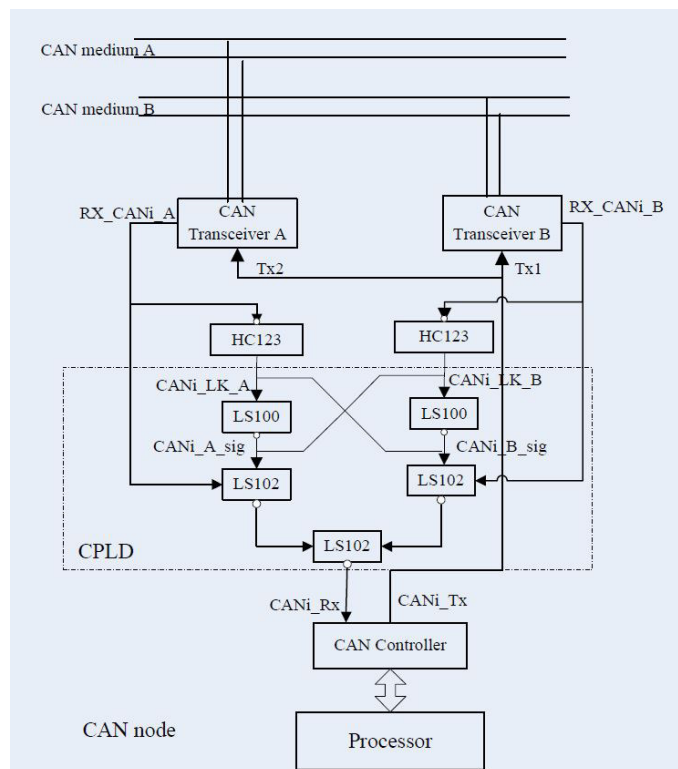 CAN medium A
CAN medium B
RX_CANi_A
CAN
Transceiver A
CAN
Transceiver B
RX_CANi_B
Tx2
Tx1
HC123
HC123
CANi_LK_A
CANi_LK_B
LS100
LS100
CANi_A_sig
CANi_B_sig
LS102
LS102
LS102
CPLD
CANi_Rx
CANi_Tx
CAN Controller
CAN node
Processor